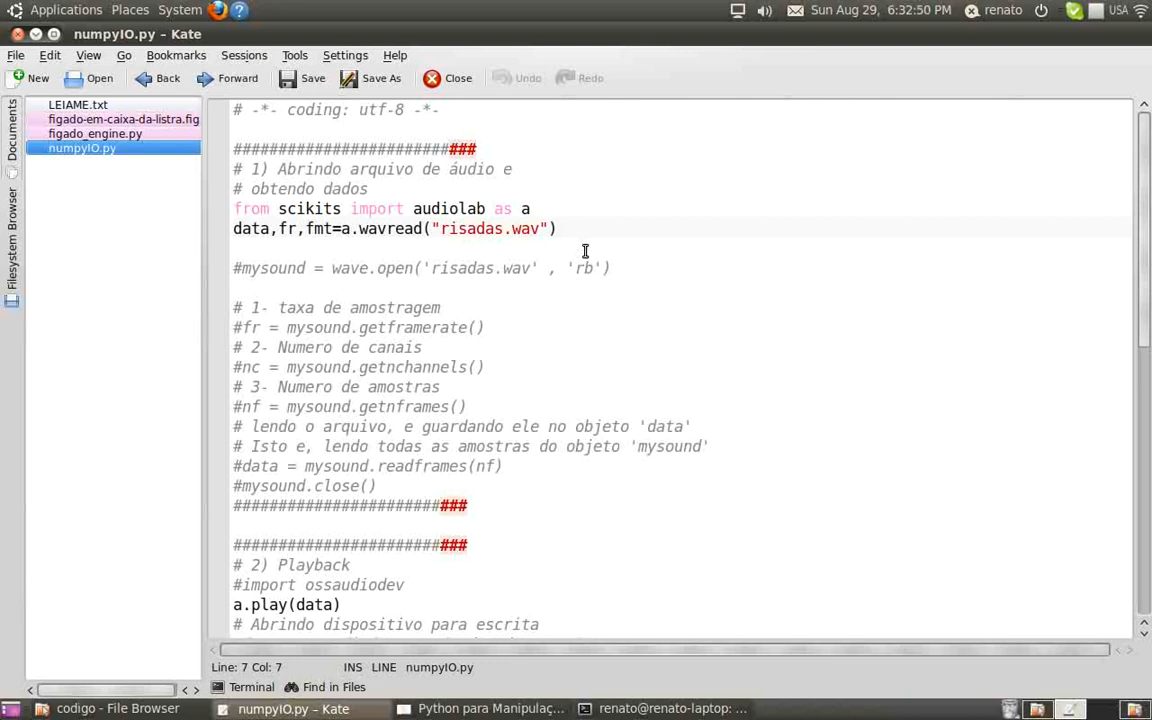 Applications Places System Sun Aug 29, 6:32:50 PM renato USA
numpyIO.py – Kate
File Edit View Go Bookmarks Sessions Tools Settings Help
New Open Back Forward Save Save As Close Undo Redo
Documents
Filesystem Browser
LEIAME.txt
figado-em-caixa-da-listra.fig
figado_engine.py
numpyIO.py
# -*- coding: utf-8 -*-
###########################
# 1) Abrindo arquivo de áudio e
# obtendo dados
from scikits import audiolab as a
data,fr,fmt=a.wavread("risadas.wav")
#mysound = wave.open('risadas.wav' , 'rb')
# 1- taxa de amostragem
#fr = mysound.getframerate()
# 2- Numero de canais
#nc = mysound.getnchannels()
# 3- Numero de amostras
#nf = mysound.getnframes()
# lendo o arquivo, e guardando ele no objeto 'data'
# Isto e, lendo todas as amostras do objeto 'mysound'
#data = mysound.readframes(nf)
#mysound.close()
##########################
##########################
# 2) Playback
#import ossaudiodev
a.play(data)
# Abrindo dispositivo para escrita
Line: 7 Col: 7 INS LINE numpyIO.py
Terminal Find in Files
codigo - File Browser numpyIO.py – Kate Python para Manipulaç... renato@renato-laptop: ...